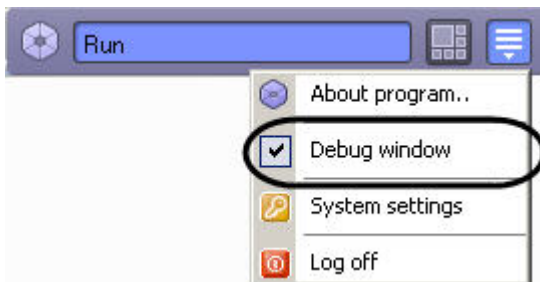 Run
About program..
Debug window
System settings
Log off